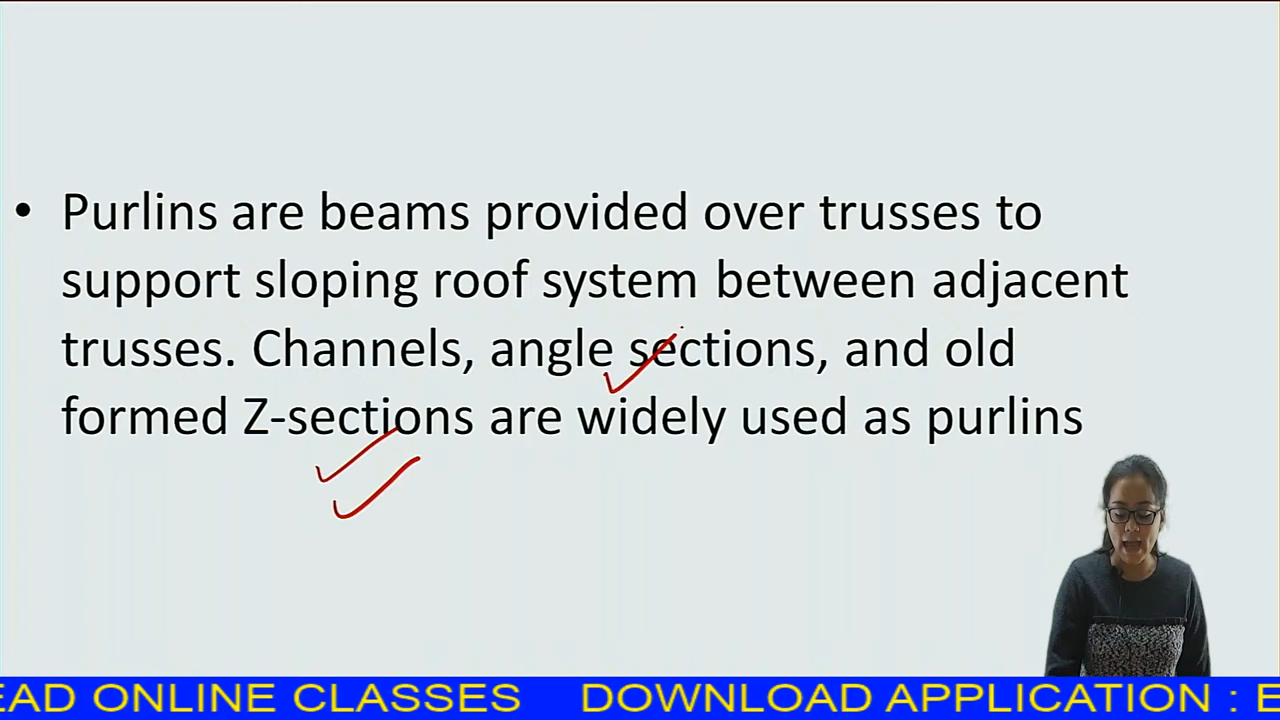 • Purlins are beams provided over trusses to
support sloping roof system between adjacent
trusses. Channels, angle sections, and old
formed Z-sections are widely used as purlins
EAD ONLINE CLASSES DOWNLOAD APPLICATION : E